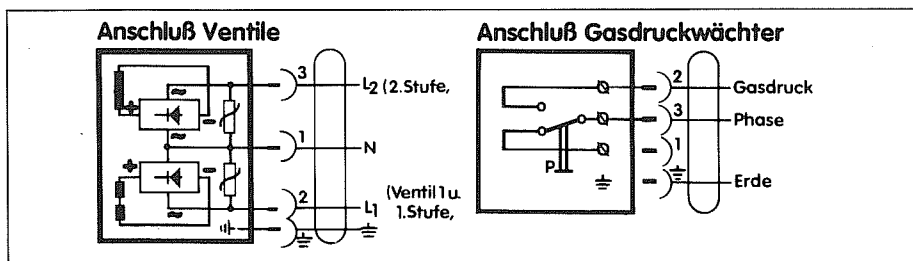 Anschluß Ventile
3
L2 (2.Stufe,
1
N
2
L1
(Ventil 1 u.
1.Stufe,
Anschluß Gasdruckwächter
2
Gasdruck
3
Phase
1
P
Erde